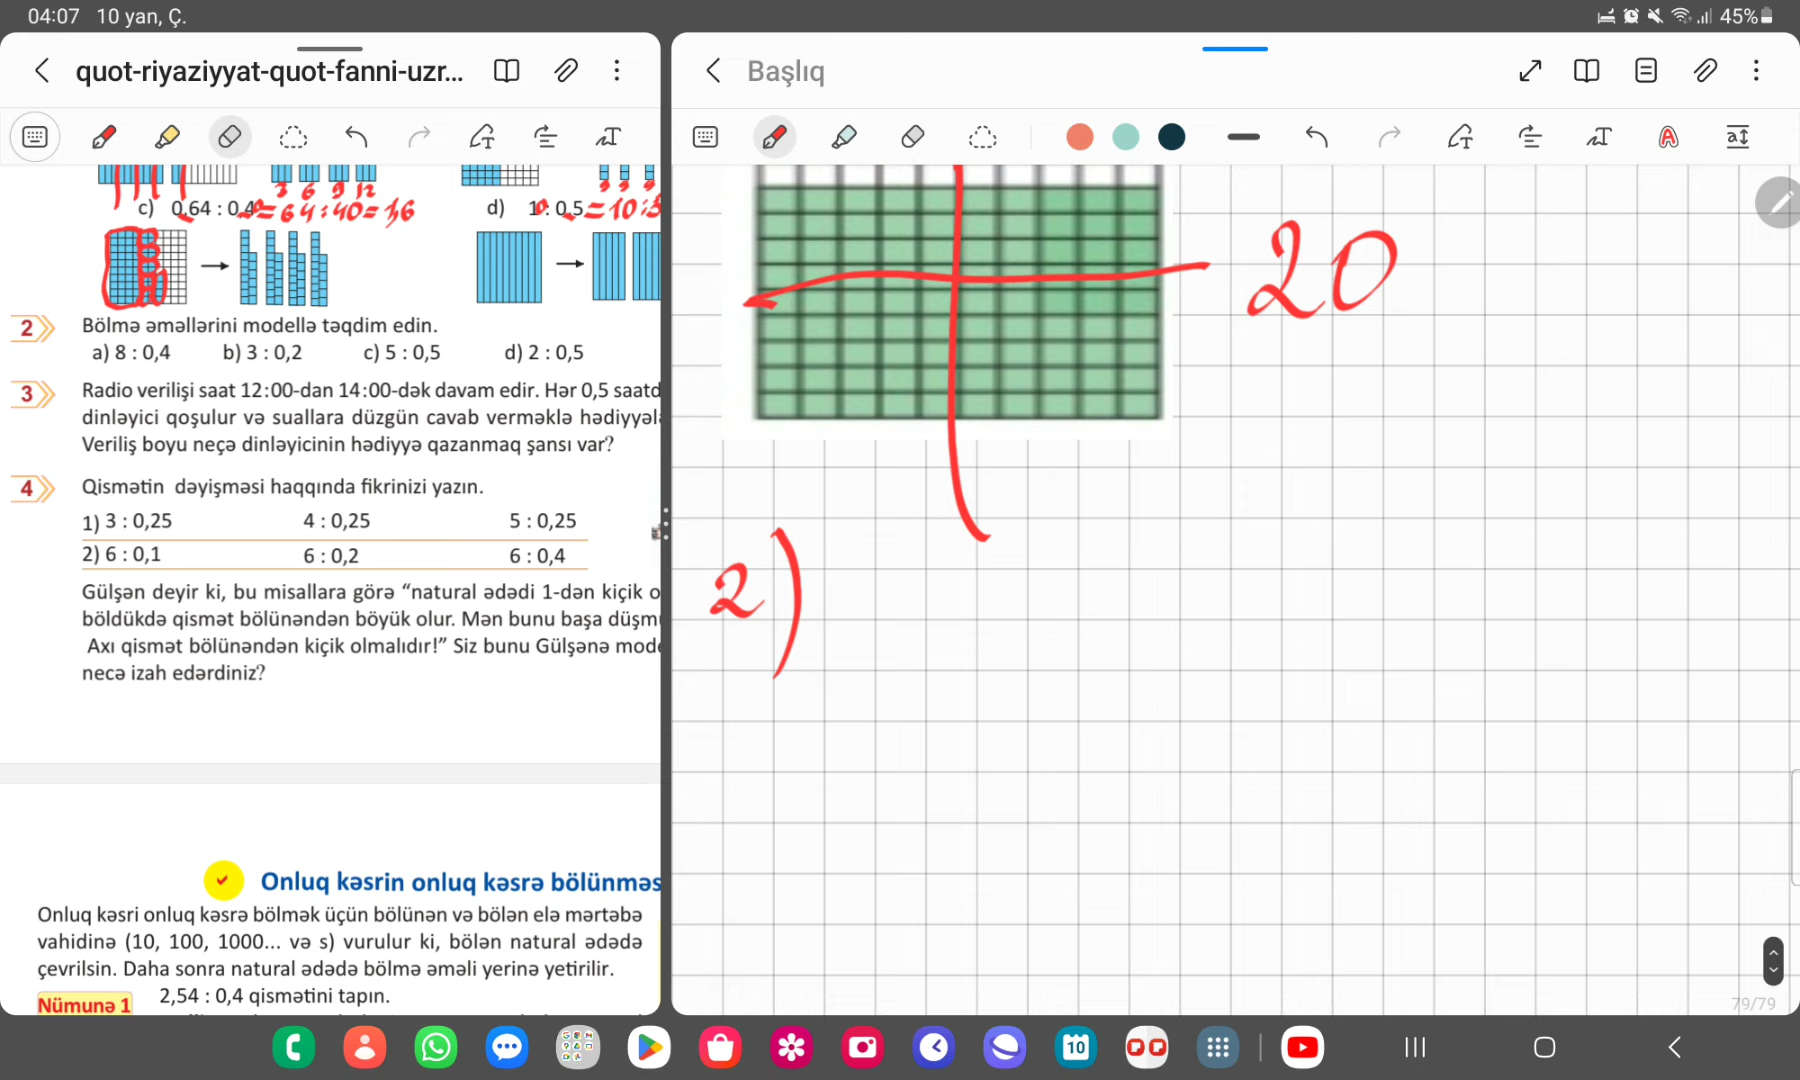 04:07 10 yan, Ç.
45%
quot-riyaziyyat-quot-fanni-uzr...
Başlıq
3 6 9 12
c) 0,64 : 0,4 = 64 : 40 = 1,6
d) 1 : 0,5 = 10 :
20
2 Bölmə əməllərini modellə təqdim edin.
a) 8 : 0,4 b) 3 : 0,2 c) 5 : 0,5 d) 2 : 0,5
3 Radio verilişi saat 12:00-dan 14:00-dək davam edir. Hər 0,5 saatd
dinləyici qoşulur və suallara düzgün cavab verməklə hədiyyəl
Veriliş boyu neçə dinləyicinin hədiyyə qazanmaq şansı var?
4 Qismətin dəyişməsi haqqında fikrinizi yazın.
1) 3 : 0,25 4 : 0,25 5 : 0,25
2) 6 : 0,1 6 : 0,2 6 : 0,4
Gülşən deyir ki, bu misallara görə “natural ədədi 1-dən kiçik o
böldükdə qismət bölünəndən böyük olur. Mən bunu başa düşm
Axı qismət bölünəndən kiçik olmalıdır!” Siz bunu Gülşənə mod
necə izah edərdiniz?
2)
Onluq kəsrin onluq kəsrə bölünməs
Onluq kəsri onluq kəsrə bölmək üçün bölünən və bölən elə mərtəbə
vahidinə (10, 100, 1000... və s) vurulur ki, bölən natural ədədə
çevrilsin. Daha sonra natural ədədə bölmə əməli yerinə yetirilir.
Nümunə 1 2,54 : 0,4 qismətini tapın.
79/79
10